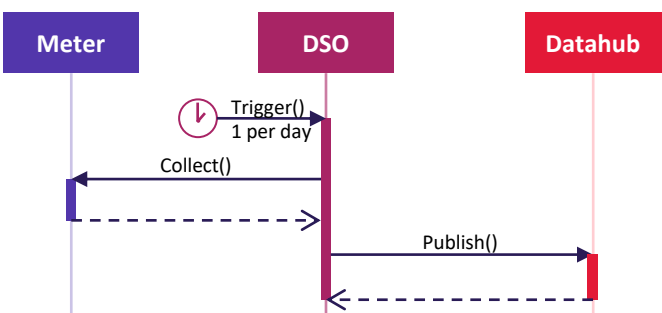 Meter
DSO
Datahub
Trigger()
1 per day
Collect()
Publish()